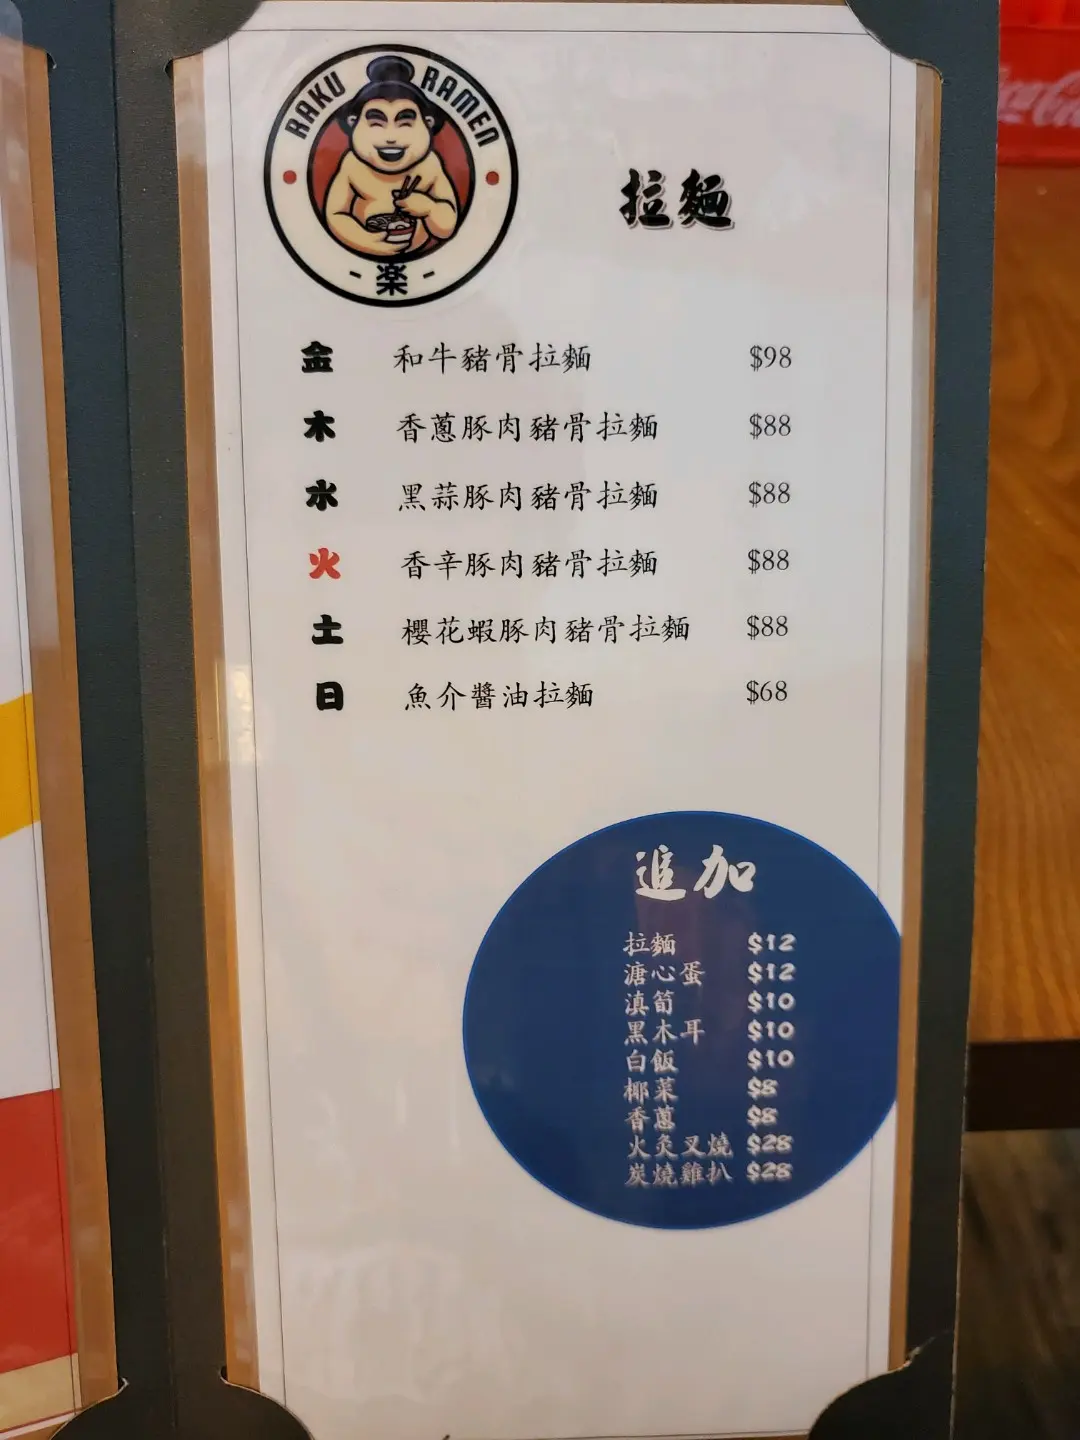 RAKU RAMEN
- 楽 -
拉麵
金 和牛豬骨拉麵 $98
木 香蔥豚肉豬骨拉麵 $88
水 黑蒜豚肉豬骨拉麵 $88
火 香辛豚肉豬骨拉麵 $88
土 櫻花蝦豚肉豬骨拉麵 $88
日 魚介醬油拉麵 $68
追加
拉麵 $12
溏心蛋 $12
滇筍 $10
黑木耳 $10
白飯 $10
椰菜 $8
香蔥 $8
火炙叉燒 $28
炭燒雞扒 $28